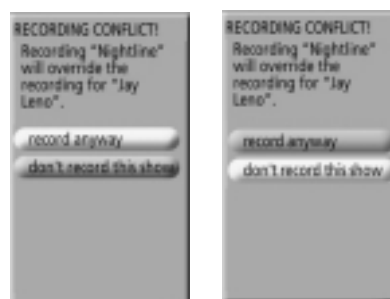 RECORDING CONFLICT!
Recording "Nightline"
will override the
recording for "Jay
Leno".
record anyway
don't record this show
RECORDING CONFLICT!
Recording "Nightline"
will override the
recording for "Jay
Leno".
record anyway
don't record this show